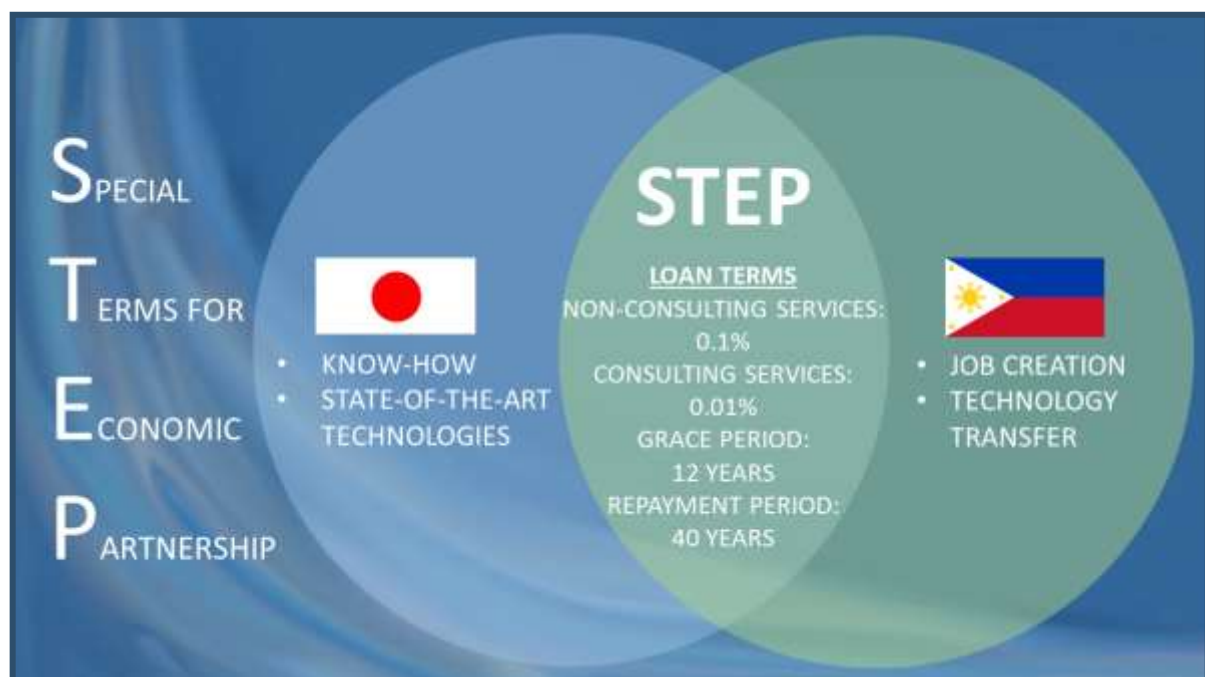 SPECIAL
TERMS FOR
ECONOMIC
PARTNERSHIP
• KNOW-HOW
• STATE-OF-THE-ART
TECHNOLOGIES
STEP
LOAN TERMS
NON-CONSULTING SERVICES:
0.1%
CONSULTING SERVICES:
0.01%
GRACE PERIOD:
12 YEARS
REPAYMENT PERIOD:
40 YEARS
• JOB CREATION
• TECHNOLOGY
TRANSFER